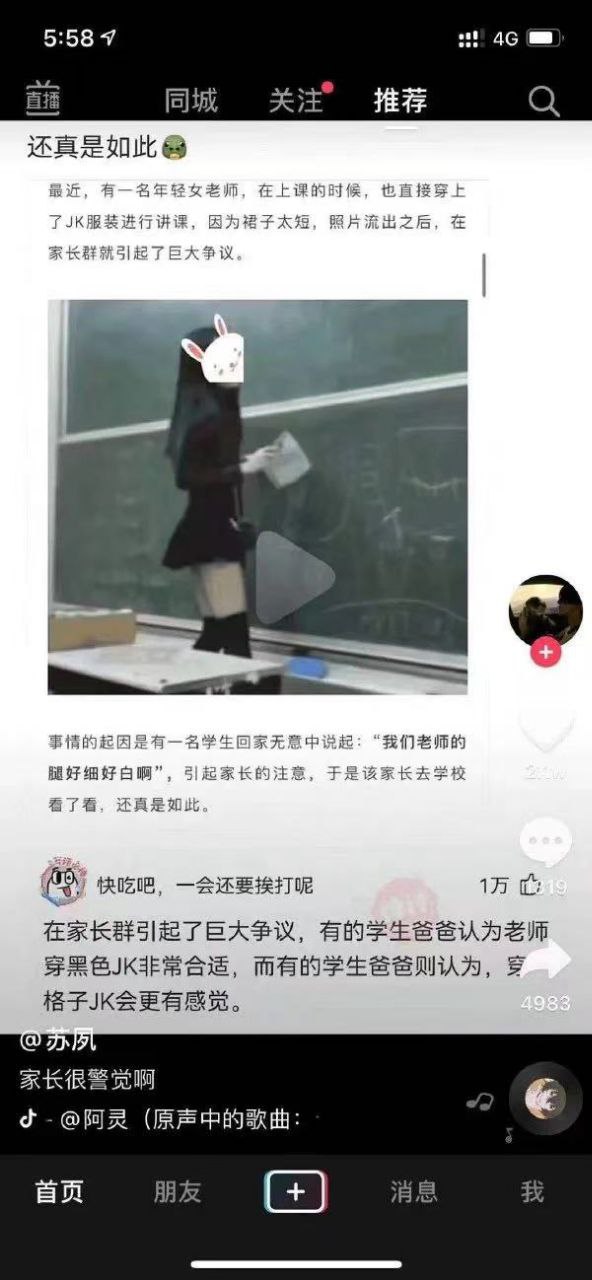 5:58
4G
直播
同城
关注
推荐
还真是如此
最近，有一名年轻女老师，在上课的时候，也直接穿上
了JK服装进行讲课，因为裙子太短，照片流出之后，在
家长群就引起了巨大争议。
事情的起因是有一名学生回家无意中说起：“我们老师的
腿好细好白啊”，引起家长的注意，于是该家长去学校
看了看，还真是如此。
快吃吧，一会还要挨打呢
1万
1319
在家长群引起了巨大争议，有的学生爸爸认为老师
穿黑色JK非常合适，而有的学生爸爸则认为，穿
格子JK会更有感觉。
4983
@苏夙
家长很警觉啊
- @阿灵（原声中的歌曲：
首页
朋友
消息
我